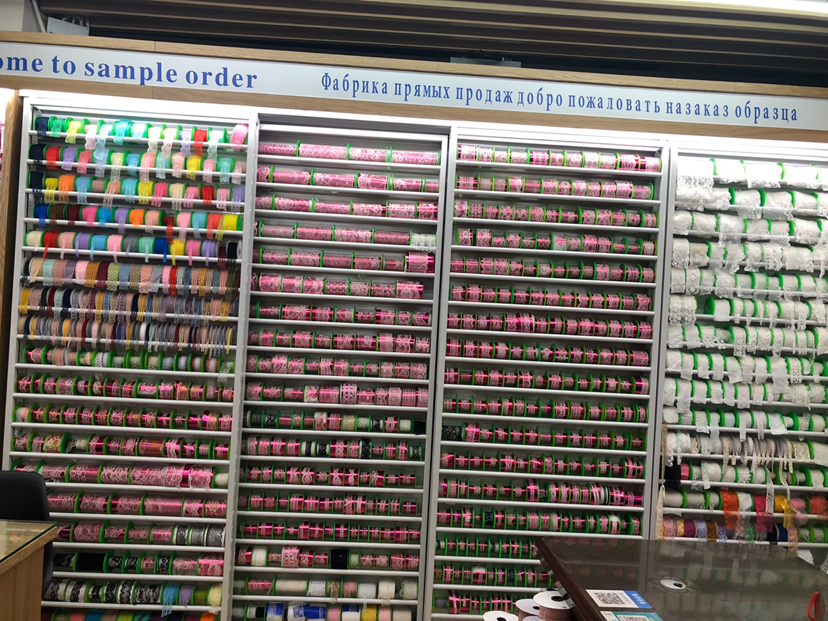 ome to sample order
Фабрика прямых продаж добро пожаловать назаказ образца